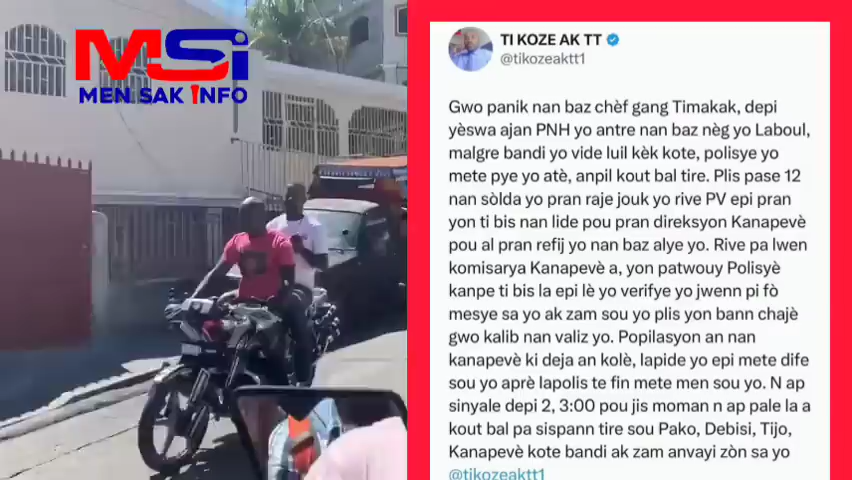 MSi
MEN SAK INFO
TI KOZE AK TT
@tikozeaktt1
Gwo panik nan baz chèf gang Timakak, depi
yèswa ajan PNH yo antre nan baz nèg yo Laboul,
malgre bandi yo vide luil kèk kote, polisye yo
mete pye yo atè, anpil kout bal tire. Plis pase 12
nan sòlda yo pran raje jouk yo rive PV epi pran
yon ti bis nan lide pou pran direksyon Kanapevè
pou al pran refij yo nan baz alye yo. Rive pa lwen
komisarya Kanapevè a, yon patwouy Polisyè
kanpe ti bis la epi lè yo verifye yo jwenn pi fò
mesye sa yo ak zam sou yo plis yon bann chajè
gwo kalib nan valiz yo. Popilasyon an nan
kanapevè ki deja an kolè, lapide yo epi mete dife
sou yo aprè lapolis te fin mete men sou yo. N ap
sinyale depi 2, 3:00 pou jis moman n ap pale la a
kout bal pa sispann tire sou Pako, Debisi, Tijo,
Kanapevè kote bandi ak zam anvayi zòn sa yo
@tikozeaktt1